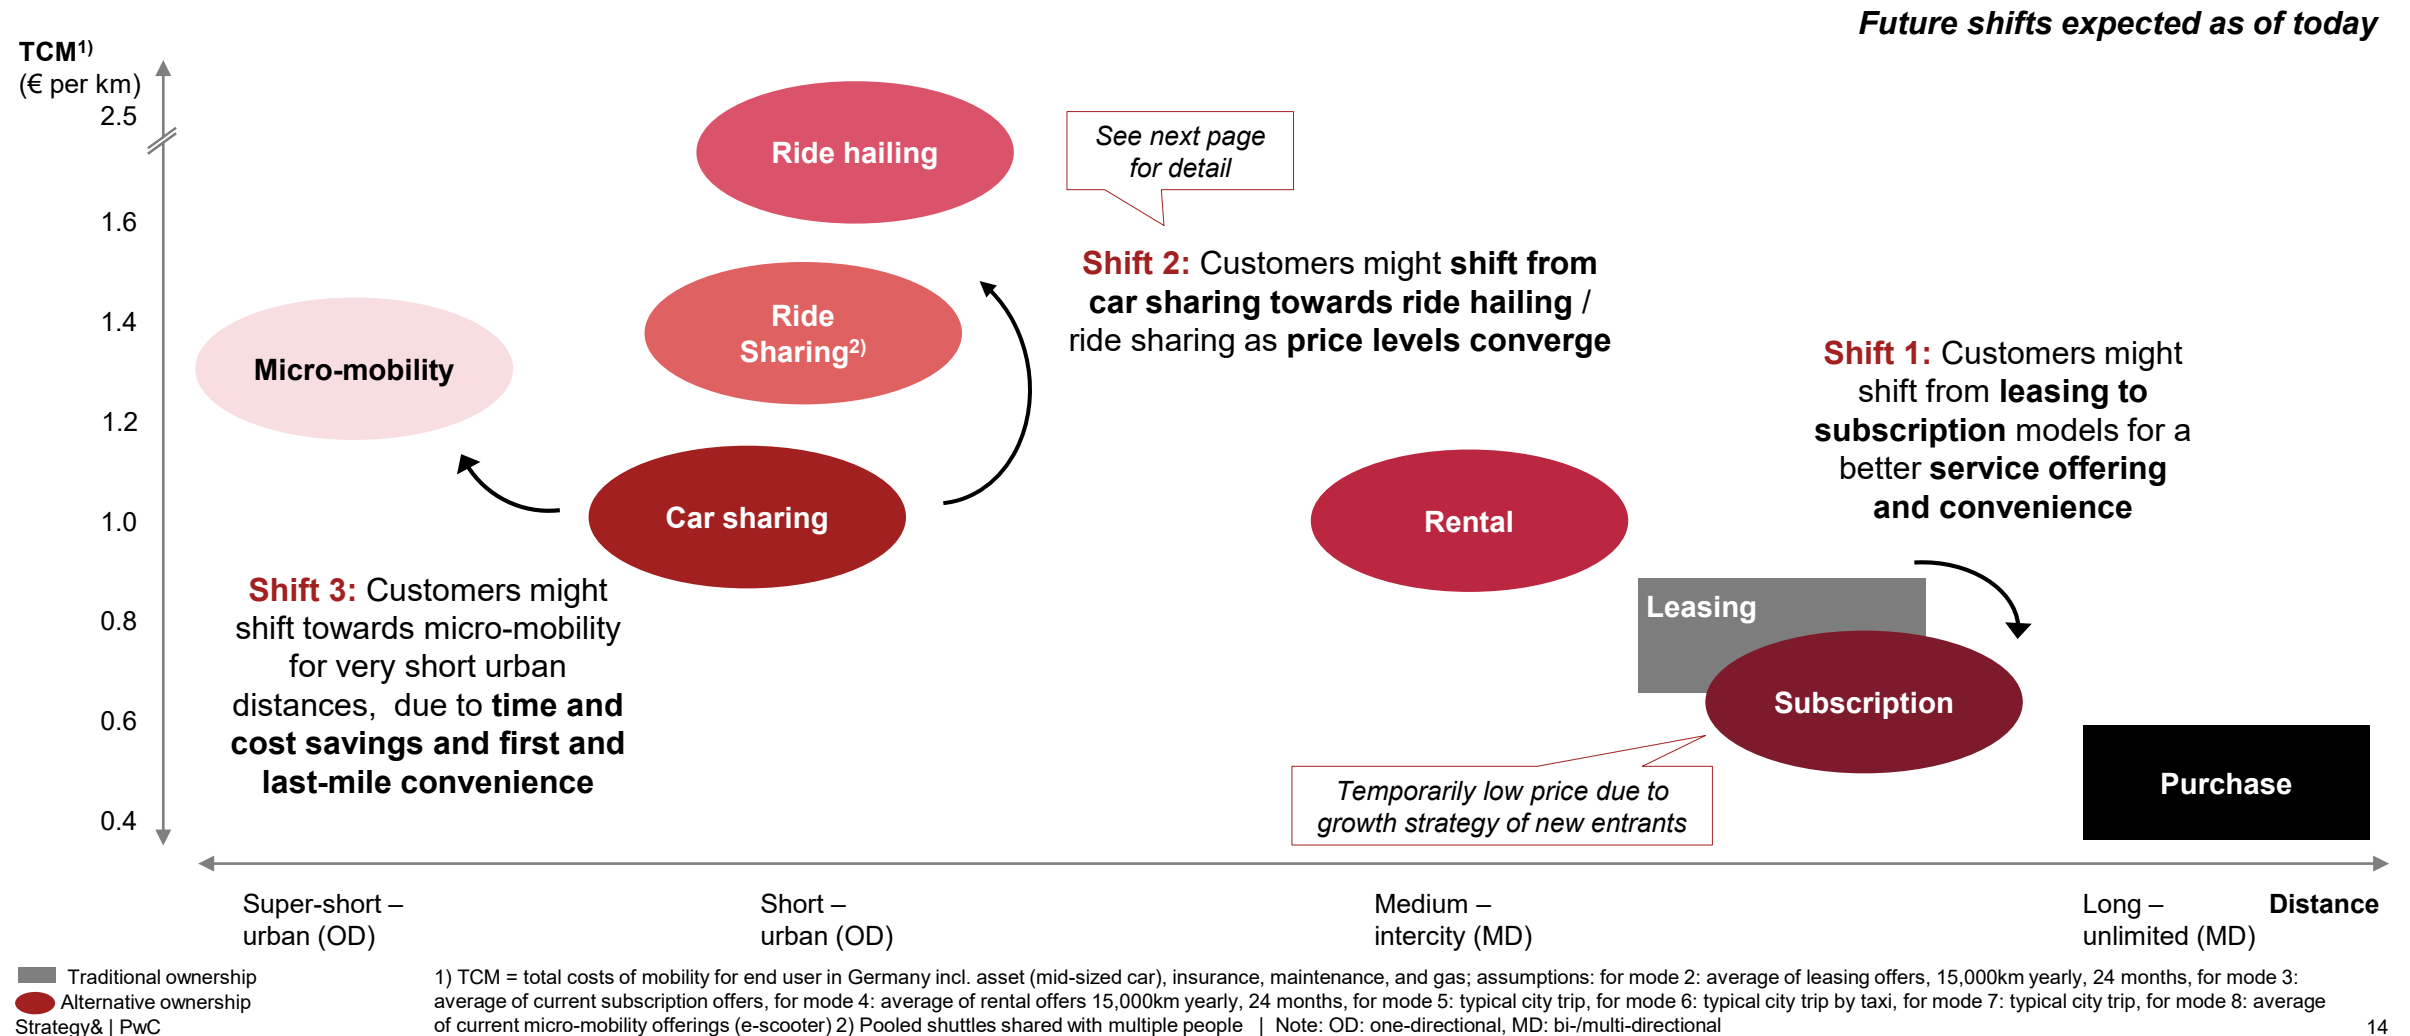 Future shifts expected as of today
TCM1)
(€ per km)
2.5
1.6
1.4
1.2
1.0
0.8
0.6
0.4
Ride hailing
See next page
for detail
Ride
Sharing2)
Micro-mobility
Car sharing
Shift 2: Customers might shift from
car sharing towards ride hailing /
ride sharing as price levels converge
Shift 1: Customers might
shift from leasing to
subscription models for a
better service offering
and convenience
Rental
Shift 3: Customers might
shift towards micro-mobility
for very short urban
distances,  due to time and
cost savings and first and
last-mile convenience
Leasing
Subscription
Temporarily low price due to
growth strategy of new entrants
Purchase
Super-short –
urban (OD)
Short –
urban (OD)
Medium –
intercity (MD)
Long –
unlimited (MD)
Distance
Traditional ownership
Alternative ownership
Strategy& | PwC
1) TCM = total costs of mobility for end user in Germany incl. asset (mid-sized car), insurance, maintenance, and gas; assumptions: for mode 2: average of leasing offers, 15,000km yearly, 24 months, for mode 3:
average of current subscription offers, for mode 4: average of rental offers 15,000km yearly, 24 months, for mode 5: typical city trip, for mode 6: typical city trip by taxi, for mode 7: typical city trip, for mode 8: average
of current micro-mobility offerings (e-scooter) 2) Pooled shuttles shared with multiple people | Note: OD: one-directional, MD: bi-/multi-directional
14